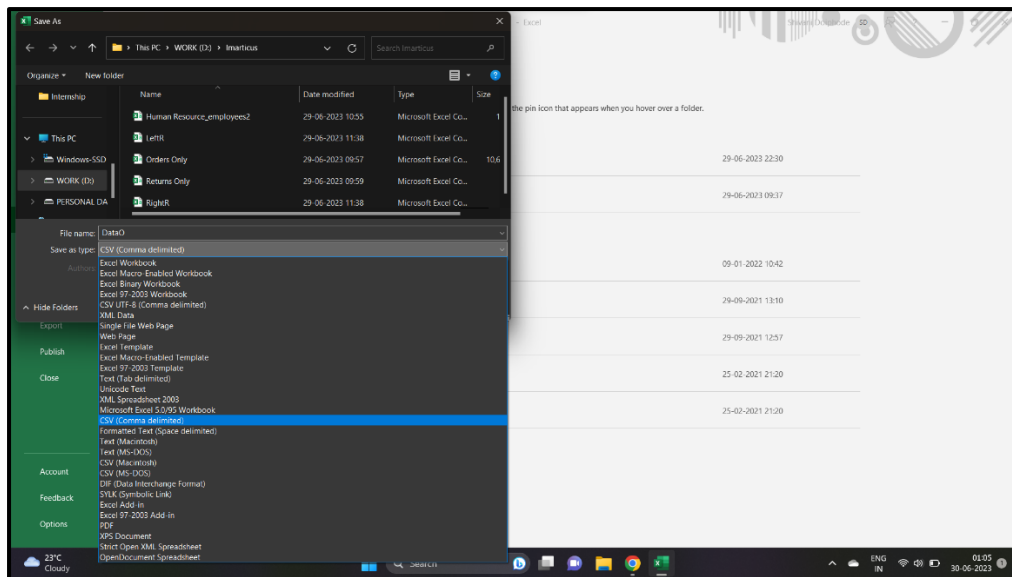 Save As
- Excel
SD
This PC › WORK (D:) › Imarticus
Search Imarticus
Organize
New folder
Internship
This PC
Windows-SSD
WORK (D:)
PERSONAL DA
Name
Date modified
Type
Size
Human Resource_employees2
29-06-2023 10:55
Microsoft Excel Co...
1
LeftR
29-06-2023 11:38
Microsoft Excel Co...
Orders Only
29-06-2023 09:57
Microsoft Excel Co...
10,6
Returns Only
29-06-2023 09:59
Microsoft Excel Co...
RightR
29-06-2023 11:38
Microsoft Excel Co...
File name: DataO
Save as type: CSV (Comma delimited)
Authors
Excel Workbook
Excel Macro-Enabled Workbook
Excel Binary Workbook
Excel 97-2003 Workbook
CSV UTF-8 (Comma delimited)
XML Data
Single File Web Page
Web Page
Excel Template
Excel Macro-Enabled Template
Excel 97-2003 Template
Text (Tab delimited)
Unicode Text
XML Spreadsheet 2003
Microsoft Excel 5.0/95 Workbook
CSV (Comma delimited)
Formatted Text (Space delimited)
Text (Macintosh)
Text (MS-DOS)
CSV (Macintosh)
CSV (MS-DOS)
DIF (Data Interchange Format)
SYLK (Symbolic Link)
Excel Add-in
Excel 97-2003 Add-in
PDF
XPS Document
Strict Open XML Spreadsheet
OpenDocument Spreadsheet
Hide Folders
Export
Publish
Close
Account
Feedback
Options
the pin icon that appears when you hover over a folder.
29-06-2023 22:30
29-06-2023 09:37
09-01-2022 10:42
29-09-2021 13:10
29-09-2021 12:57
25-02-2021 21:20
25-02-2021 21:20
23°C
Cloudy
Search
ENG
IN
01:05
30-06-2023